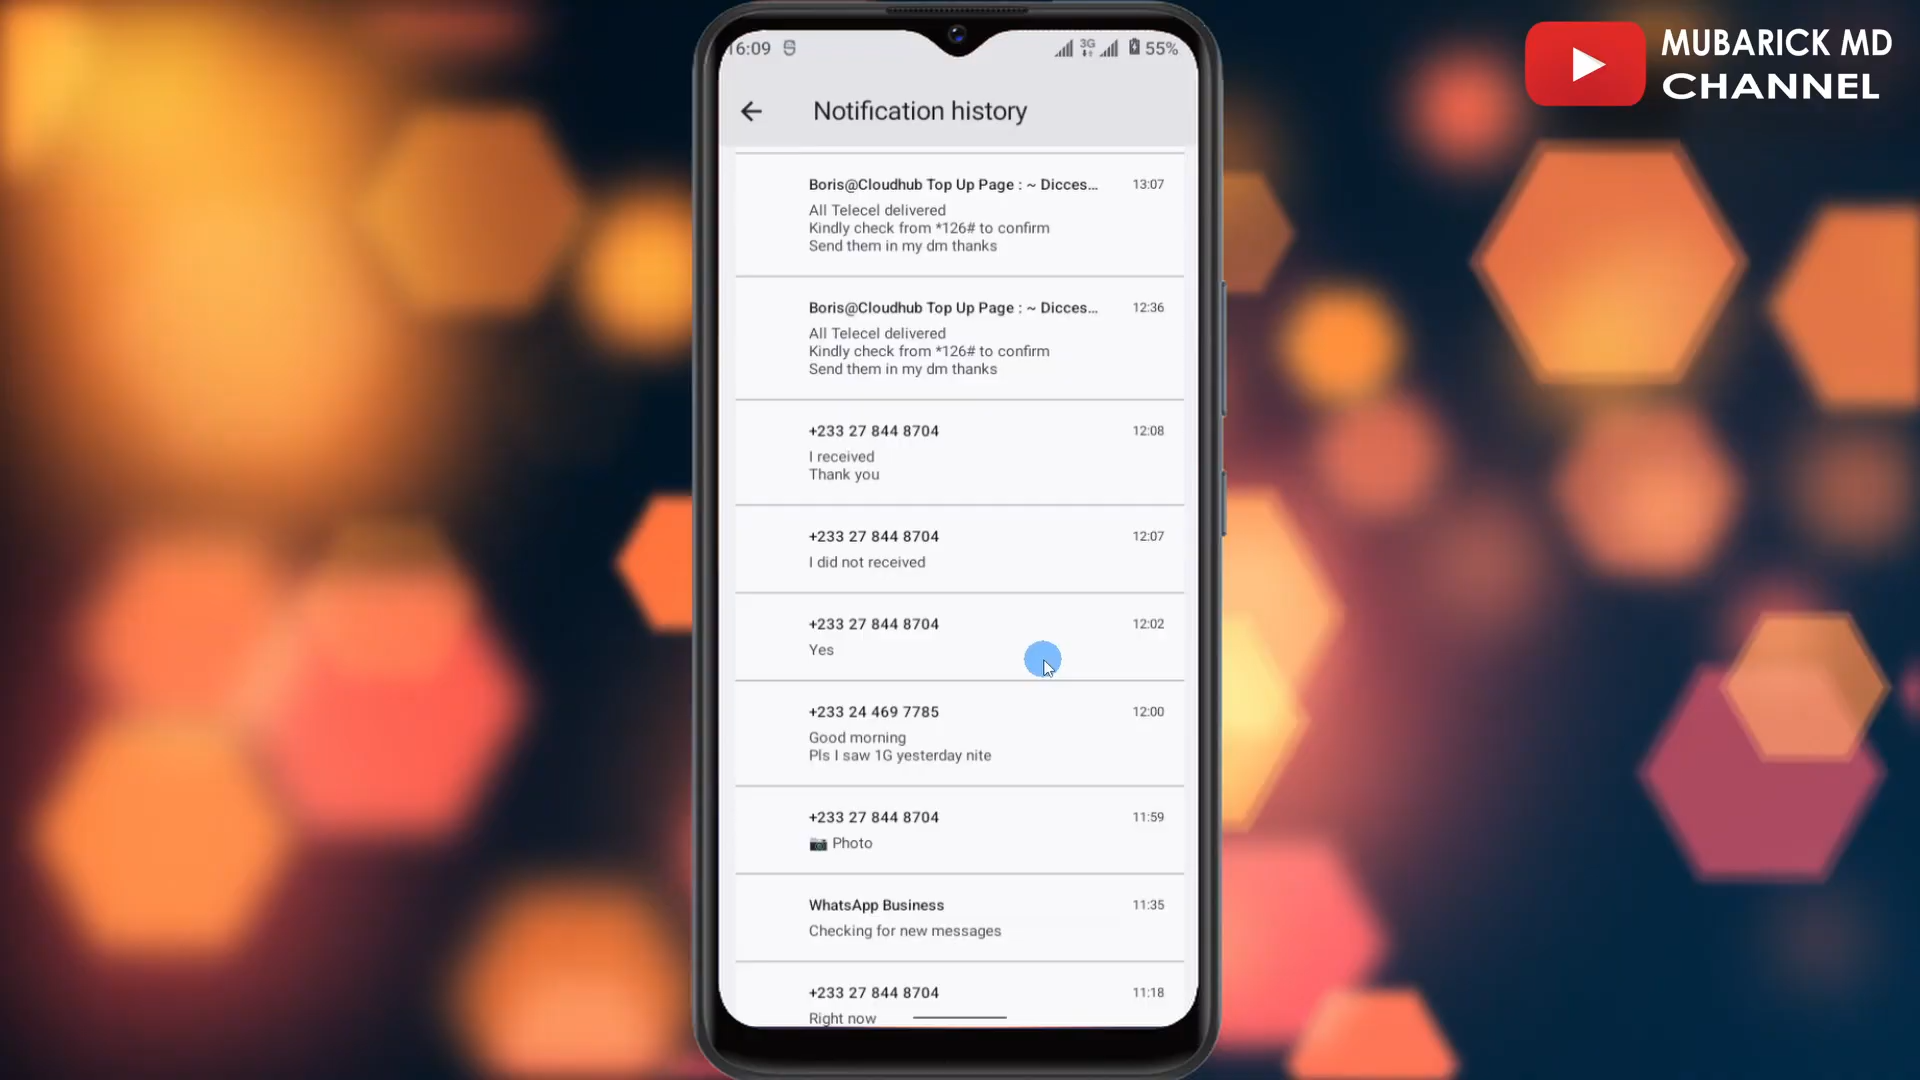 16:09
3G
55%
MUBARICK MD
CHANNEL
Notification history
Boris@Cloudhub Top Up Page : ~ Dicces... 13:07
All Telecel delivered
Kindly check from *126# to confirm
Send them in my dm thanks
Boris@Cloudhub Top Up Page : ~ Dicces... 12:36
All Telecel delivered
Kindly check from *126# to confirm
Send them in my dm thanks
+233 27 844 8704 12:08
I received
Thank you
+233 27 844 8704 12:07
I did not received
+233 27 844 8704 12:02
Yes
+233 24 469 7785 12:00
Good morning
Pls I saw 1G yesterday nite
+233 27 844 8704 11:59
📷 Photo
WhatsApp Business 11:35
Checking for new messages
+233 27 844 8704 11:18
Right now